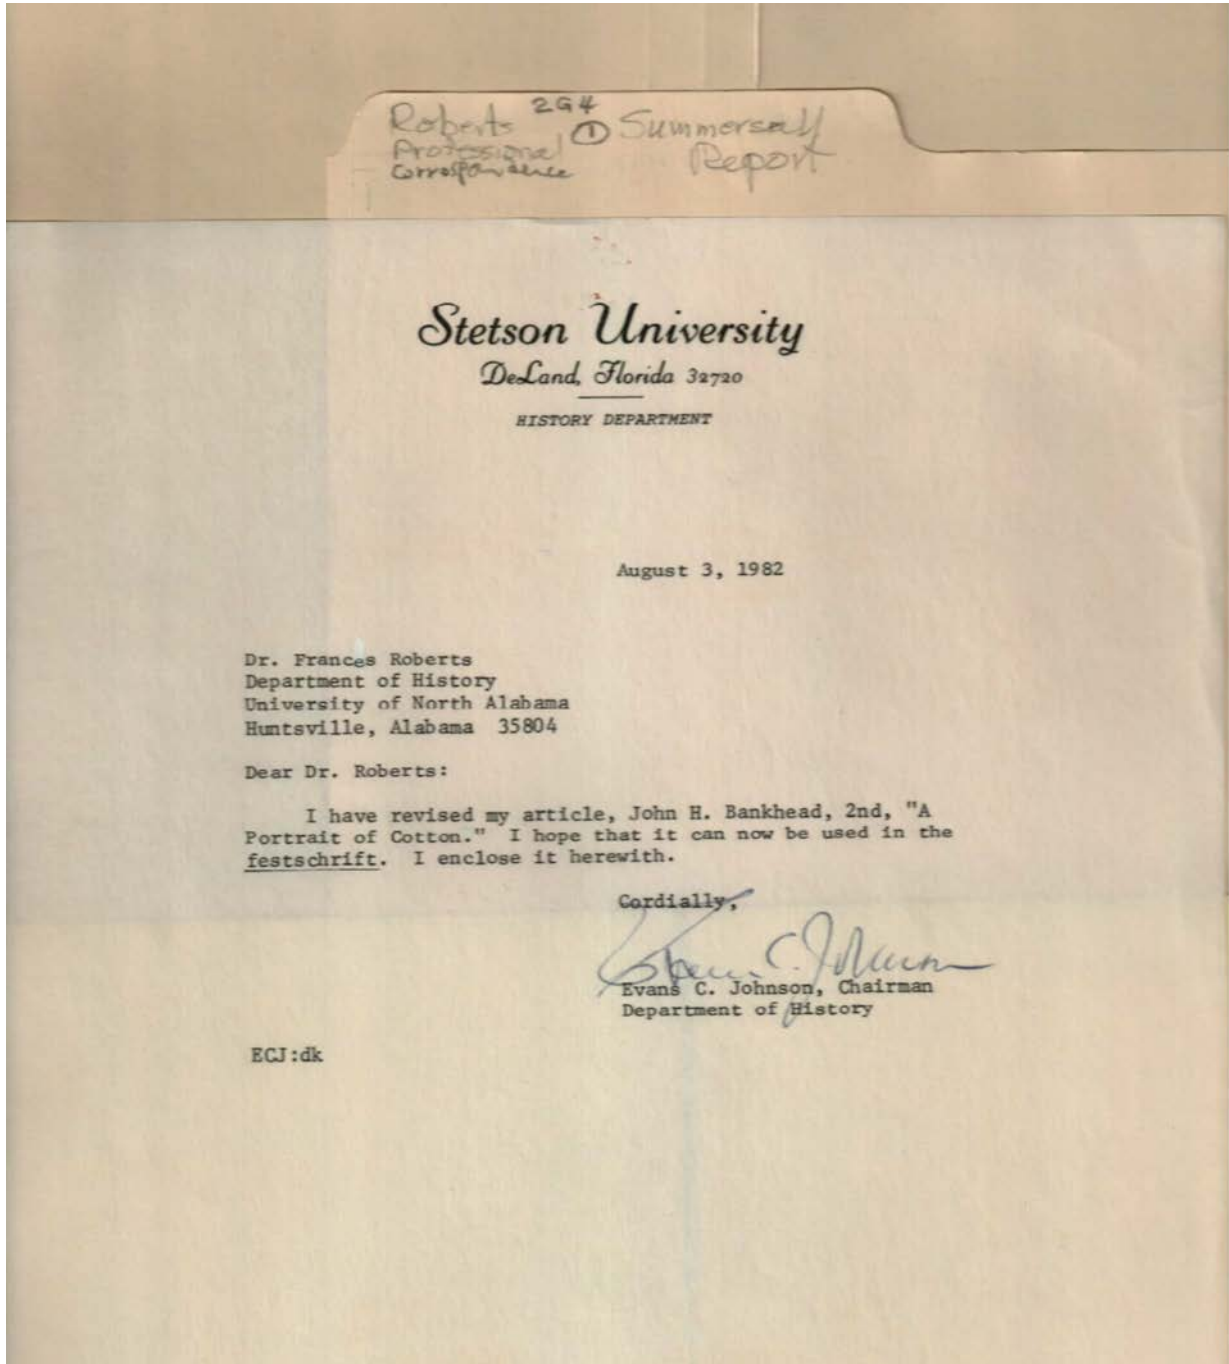 2G4
Roberts ① Summersell
Professional Report
Correspondence
Stetson University
DeLand, Florida 32720
HISTORY DEPARTMENT
August 3, 1982
Dr. Frances Roberts
Department of History
University of North Alabama
Huntsville, Alabama 35804
Dear Dr. Roberts:
I have revised my article, John H. Bankhead, 2nd, "A
Portrait of Cotton." I hope that it can now be used in the
festschrift. I enclose it herewith.
Cordially,
Evans C. Johnson
Evans C. Johnson, Chairman
Department of History
ECJ:dk